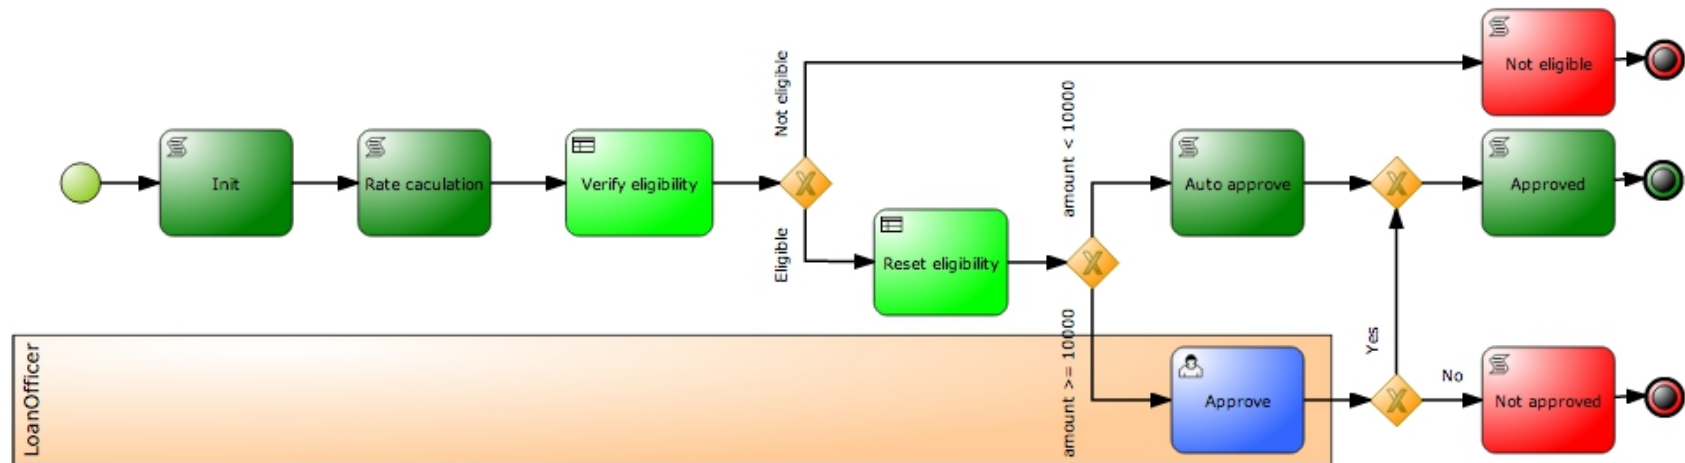 Not eligible
Not eligible
amount < 10000
Init
Rate caculation
Verify eligibility
Auto approve
Approved
Eligible
Reset eligibility
amount >= 10000
Yes
LoanOfficer
Approve
No
Not approved